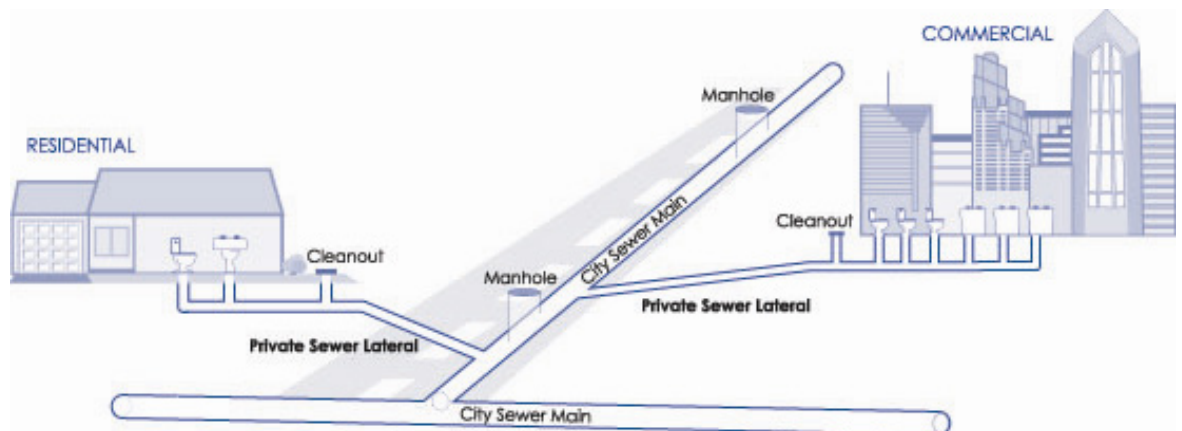 COMMERCIAL
Manhole
RESIDENTIAL
City Sewer Main
Cleanout
Cleanout
Manhole
Private Sewer Lateral
Private Sewer Lateral
City Sewer Main